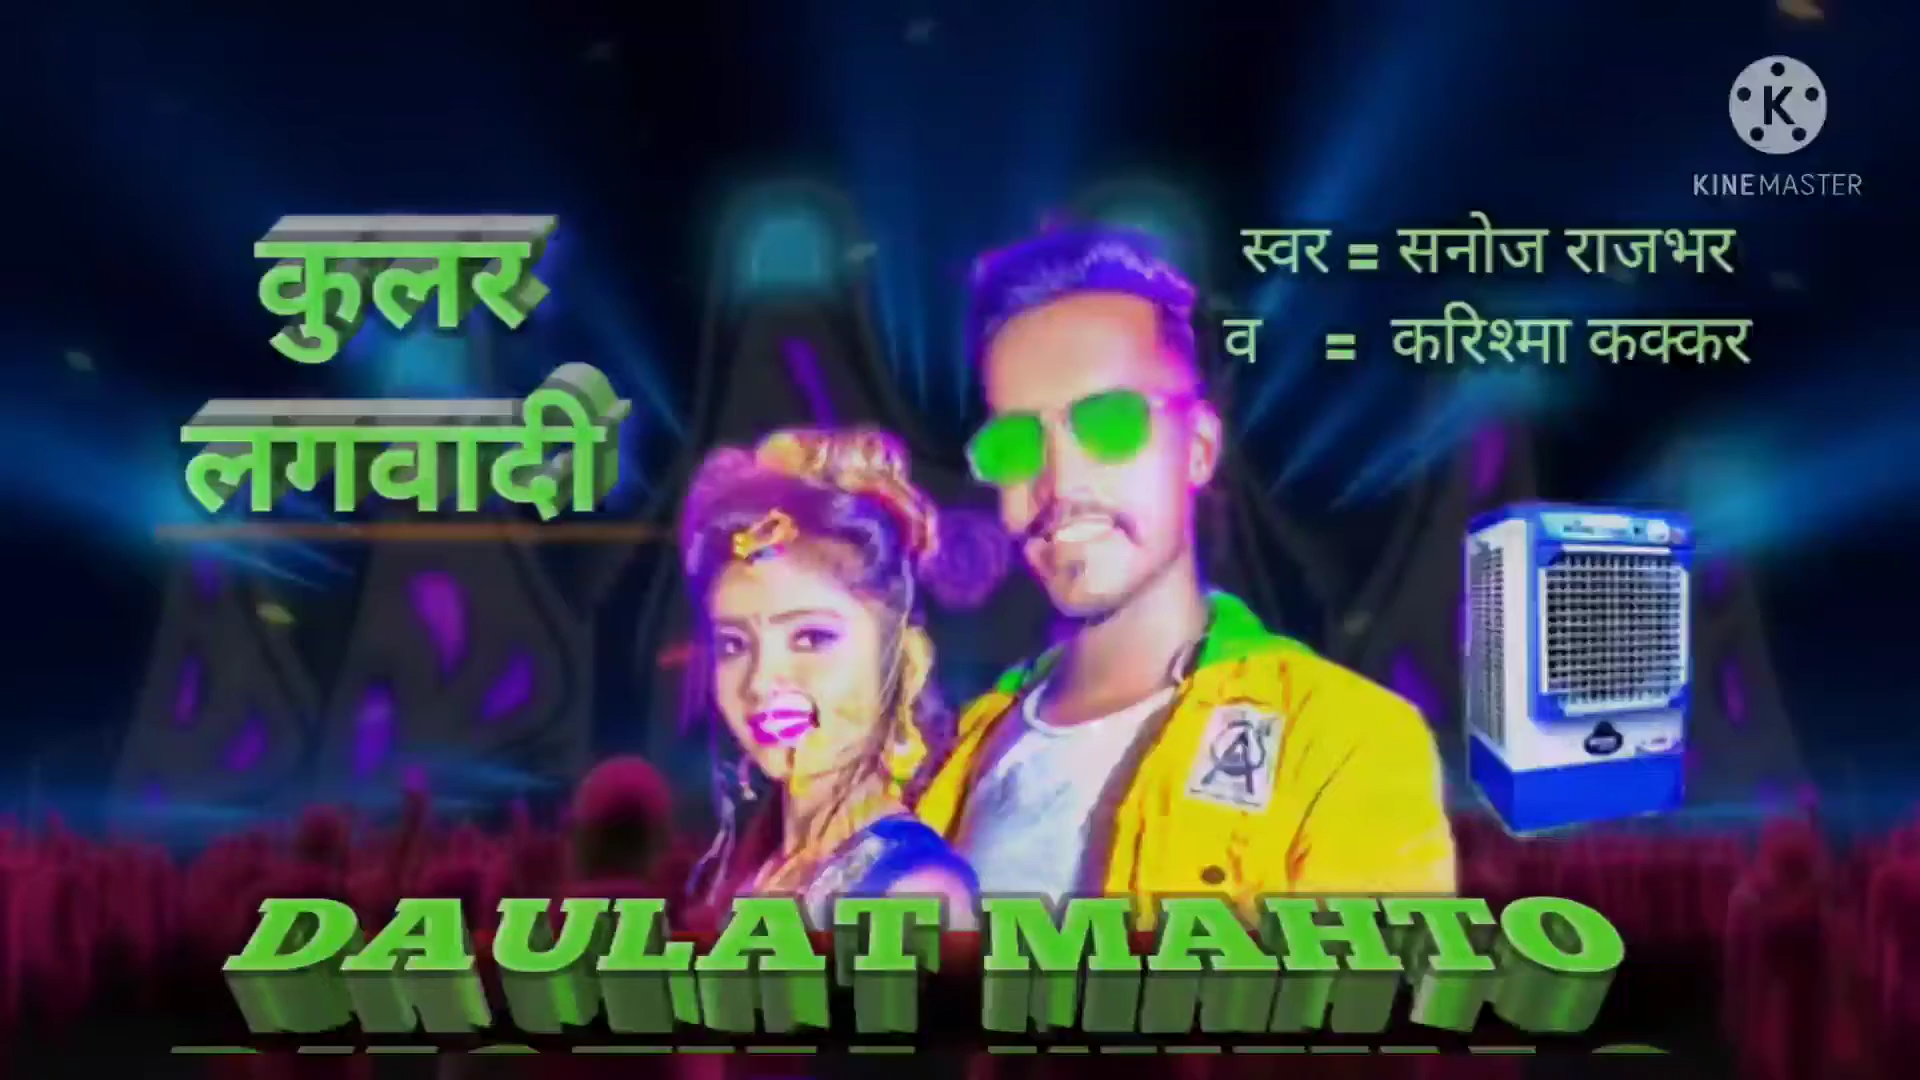 KINEMASTER
कुलर
लगवादी
स्वर = सनोज राजभर
व = करिश्मा कक्कर
DAULAT MAHTO